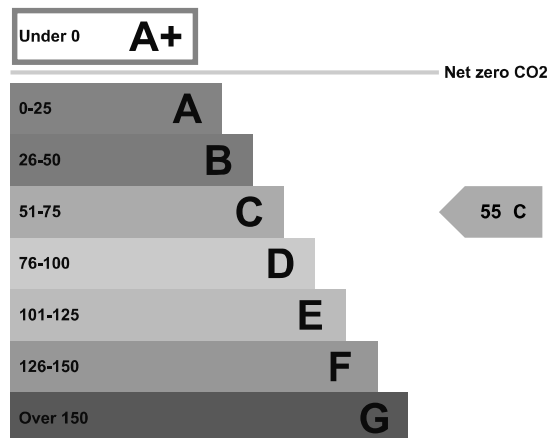 Under 0 A+
Net zero CO2
0-25 A
26-50 B
51-75 C
55 C
76-100 D
101-125 E
126-150 F
Over 150 G